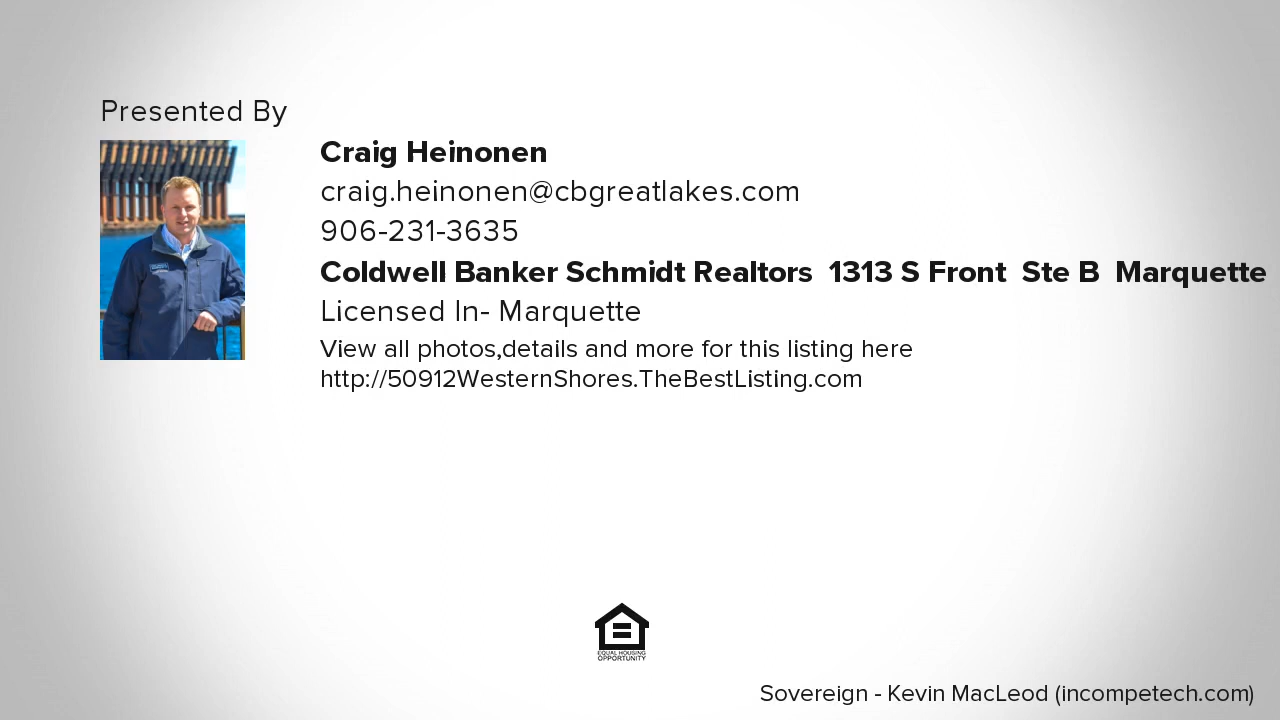 Presented By
Craig Heinonen
craig.heinonen@cbgreatlakes.com
906-231-3635
Coldwell Banker Schmidt Realtors  1313 S Front  Ste B  Marquette
Licensed In- Marquette
View all photos,details and more for this listing here
http://50912WesternShores.TheBestListing.com
EQUAL HOUSING
OPPORTUNITY
Sovereign - Kevin MacLeod (incompetech.com)